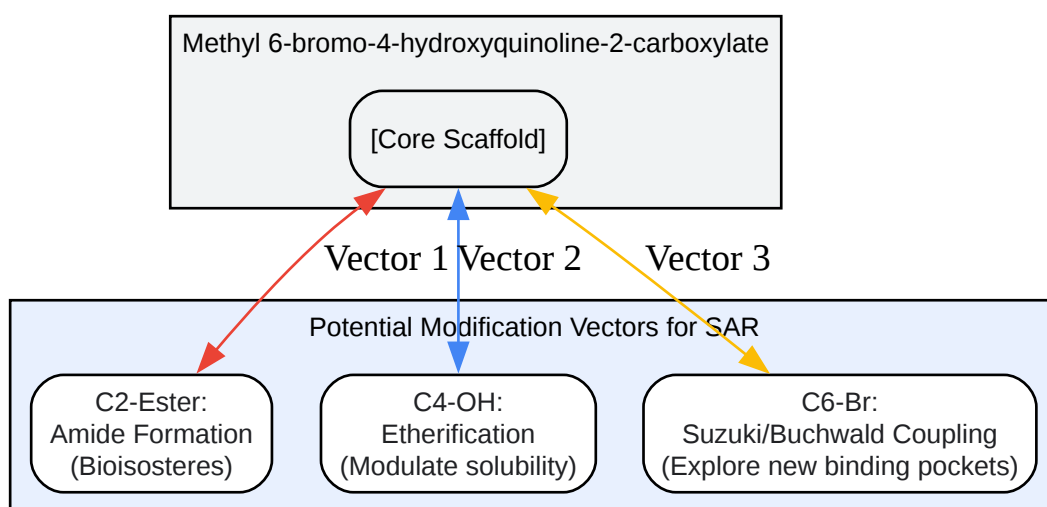 Methyl 6-bromo-4-hydroxyquinoline-2-carboxylate
[Core Scaffold]
Vector 1
Vector 2
Vector 3
Potential Modification Vectors for SAR
C2-Ester:
Amide Formation
(Bioisosteres)
C4-OH:
Etherification
(Modulate solubility)
C6-Br:
Suzuki/Buchwald Coupling
(Explore new binding pockets)